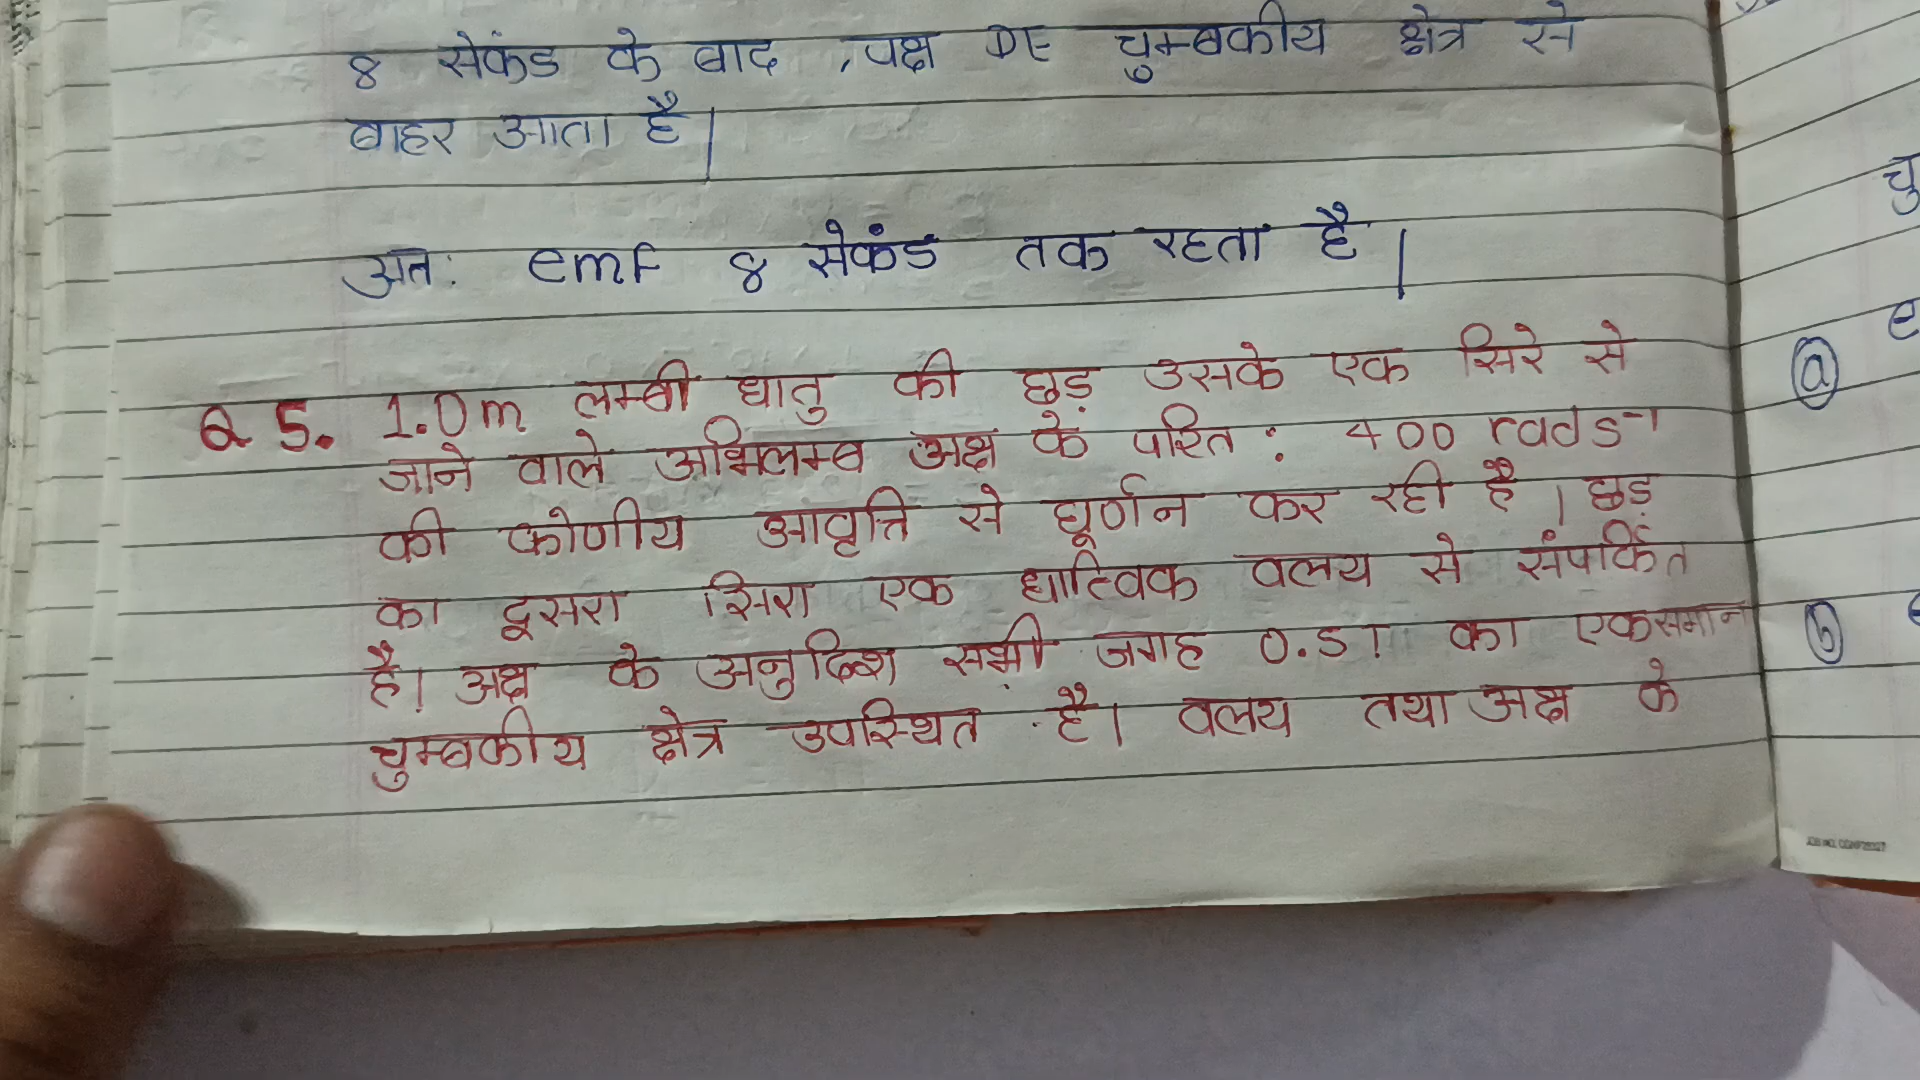 8 सेकंड के बाद , पक्ष DE चुम्बकीय क्षेत्र से
बाहर आता है।
अत: emf 8 सेकंड तक रहता है।
Q 5. 1.0m लम्बी धातु की छड़ उसके एक सिरे से
जाने वाले अभिलम्ब अक्ष के परित: 400 rad s⁻¹
की कोणीय आवृत्ति से घूर्णन कर रही है। छड़
का दूसरा सिरा एक धात्विक वलय से संपर्कित
है। अक्ष के अनुदिश सभी जगह 0.5T का एकसमान
चुम्बकीय क्षेत्र उपस्थित है। वलय तथा अक्ष के
चु
e
ⓐ
ⓑ